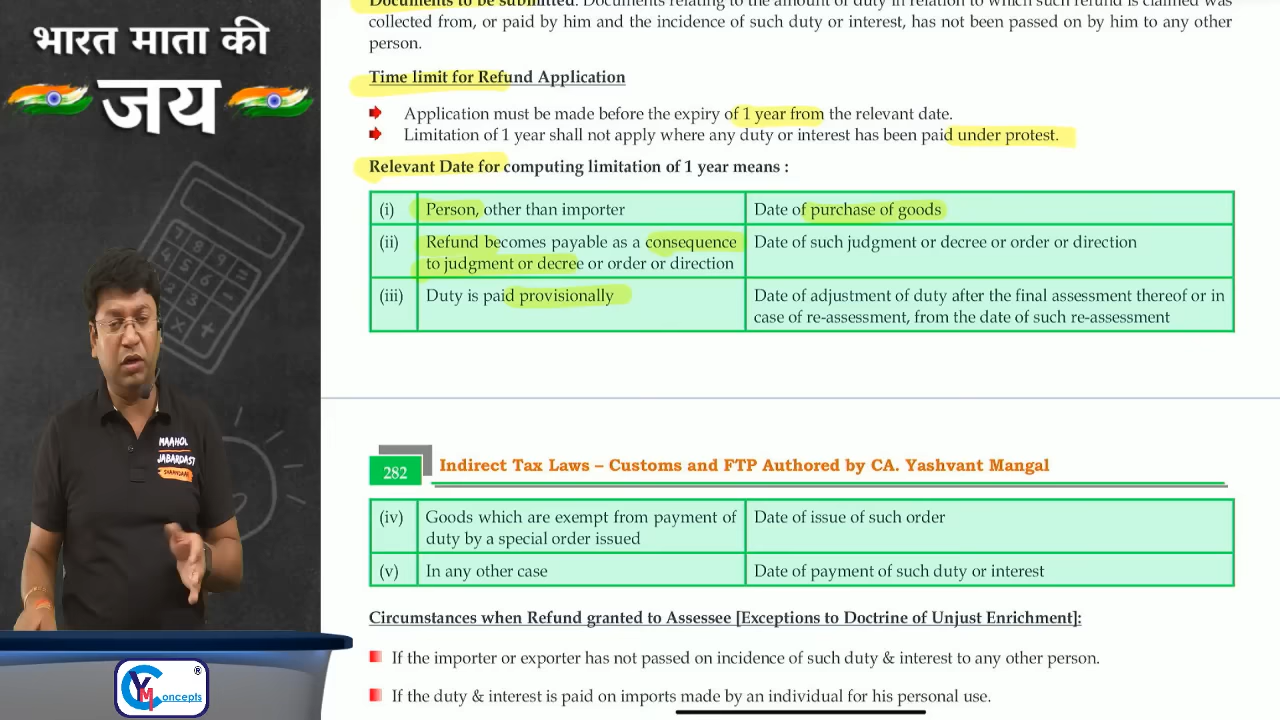 भारत माता की
जय
Documents to be submitted: Documents relating to the amount of duty in relation to which such refund is claimed was
collected from, or paid by him and the incidence of such duty or interest, has not been passed on by him to any other
person.
Time limit for Refund Application
Application must be made before the expiry of 1 year from the relevant date.
Limitation of 1 year shall not apply where any duty or interest has been paid under protest.
Relevant Date for computing limitation of 1 year means :
(i) Person, other than importer Date of purchase of goods
(ii) Refund becomes payable as a consequence Date of such judgment or decree or order or direction
to judgment or decree or order or direction
(iii) Duty is paid provisionally Date of adjustment of duty after the final assessment thereof or in
case of re-assessment, from the date of such re-assessment
282 Indirect Tax Laws – Customs and FTP Authored by CA. Yashvant Mangal
(iv) Goods which are exempt from payment of Date of issue of such order
duty by a special order issued
(v) In any other case Date of payment of such duty or interest
Circumstances when Refund granted to Assessee [Exceptions to Doctrine of Unjust Enrichment]:
If the importer or exporter has not passed on incidence of such duty & interest to any other person.
If the duty & interest is paid on imports made by an individual for his personal use.
MAAHOL
JABARDAST
SHAANDAAR
7 8 9 ÷
4 5 6
2 3 -
× +
CYM oncepts ®